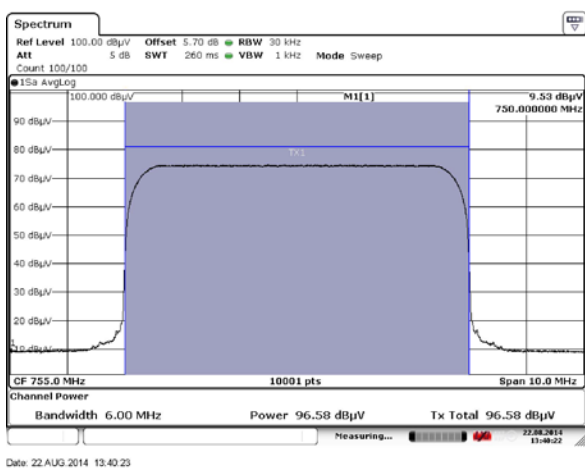 Spectrum
Ref Level 100.00 dBµV Offset 5.70 dB RBW 30 kHz
Att 5 dB SWT 260 ms VBW 1 kHz Mode Sweep
Count 100/100
1Sa AvgLog
100.000 dBµV M1[1] 9.53 dBµV
750.000000 MHz
90 dBµV
80 dBµV
TX1
70 dBµV
60 dBµV
50 dBµV
40 dBµV
30 dBµV
20 dBµV
10 dBµV
CF 755.0 MHz 10001 pts Span 10.0 MHz
Channel Power
Bandwidth 6.00 MHz Power 96.58 dBµV Tx Total 96.58 dBµV
Measuring... 22.08.2014
13:40:22
Date: 22.AUG.2014 13:40:23